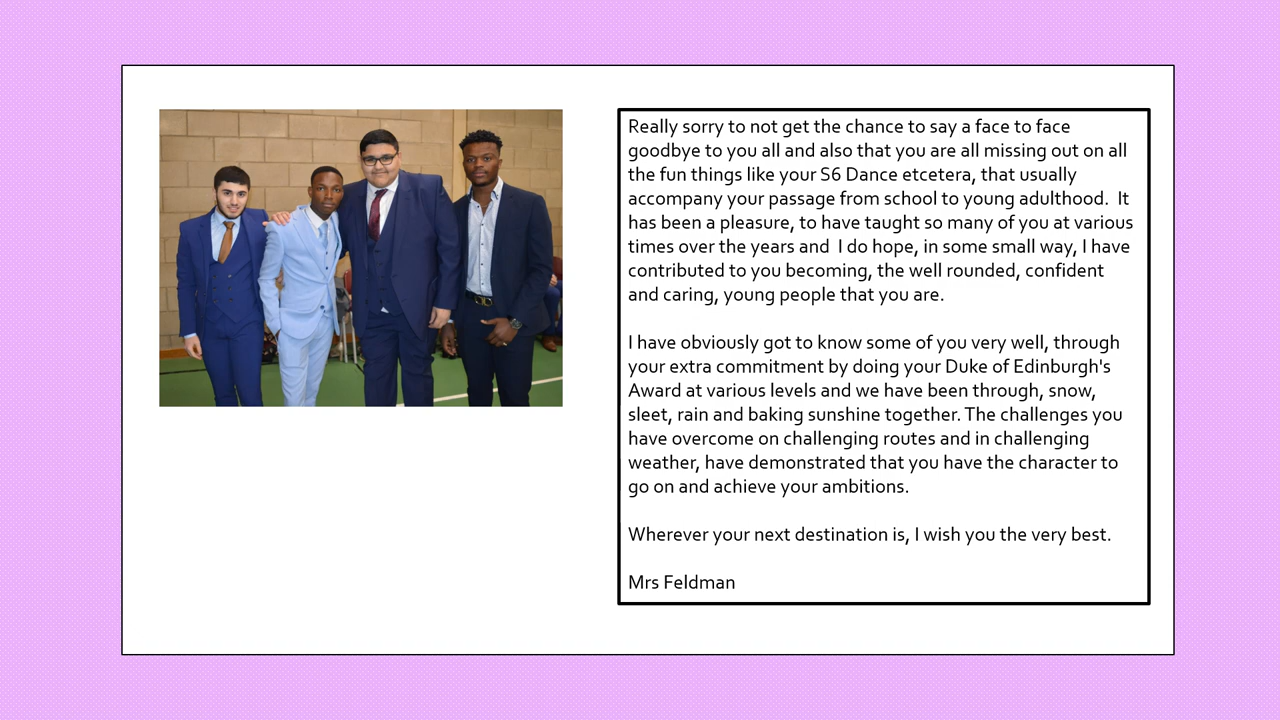 Really sorry to not get the chance to say a face to face
goodbye to you all and also that you are all missing out on all
the fun things like your S6 Dance etcetera, that usually
accompany your passage from school to young adulthood.  It
has been a pleasure, to have taught so many of you at various
times over the years and  I do hope, in some small way, I have
contributed to you becoming, the well rounded, confident
and caring, young people that you are.
I have obviously got to know some of you very well, through
your extra commitment by doing your Duke of Edinburgh's
Award at various levels and we have been through, snow,
sleet, rain and baking sunshine together. The challenges you
have overcome on challenging routes and in challenging
weather, have demonstrated that you have the character to
go on and achieve your ambitions.
Wherever your next destination is, I wish you the very best.
Mrs Feldman